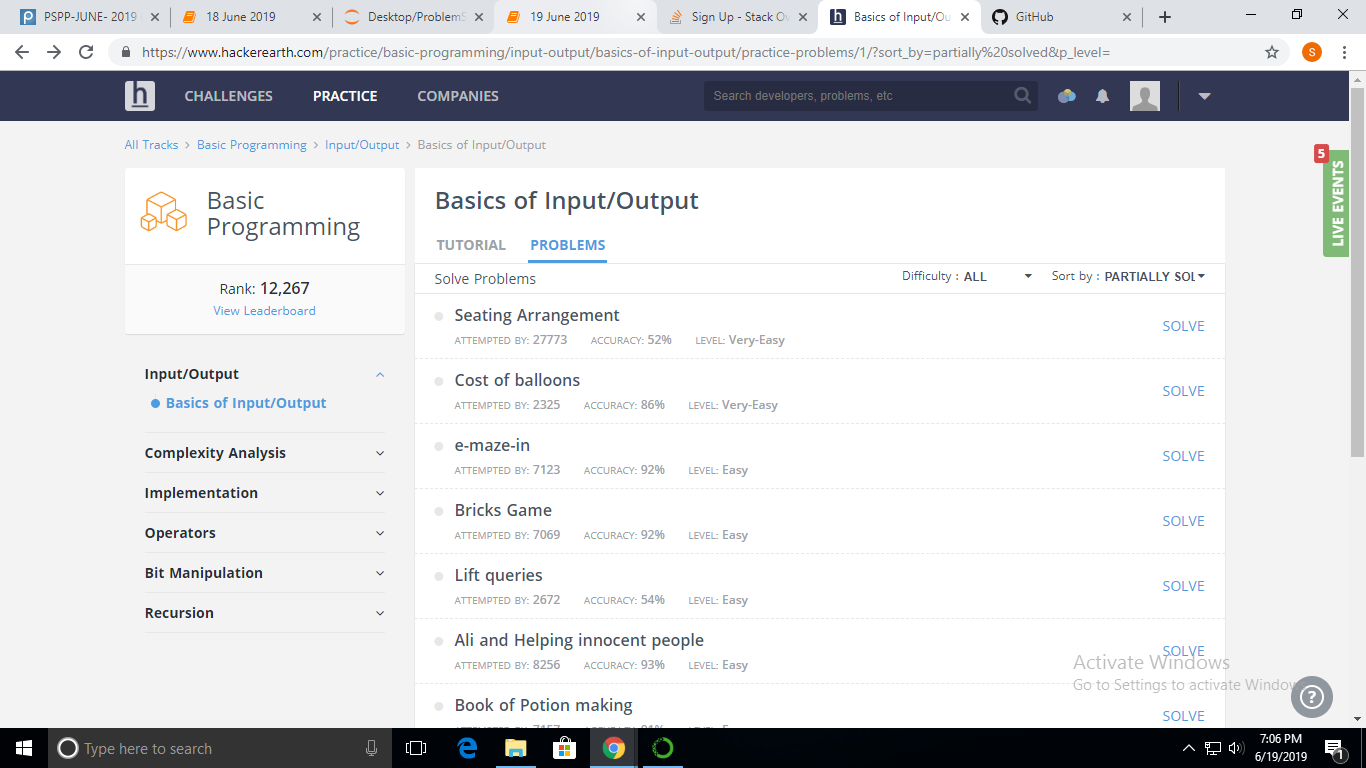 PSPP-JUNE- 2019
18 June 2019
Desktop/ProblemS
19 June 2019
Sign Up - Stack Ov
Basics of Input/Ou
GitHub
https://www.hackerearth.com/practice/basic-programming/input-output/basics-of-input-output/practice-problems/1/?sort_by=partially%20solved&p_level=
S
h
CHALLENGES
PRACTICE
COMPANIES
Search developers, problems, etc
All Tracks > Basic Programming > Input/Output > Basics of Input/Output
5
LIVE EVENTS
Basic
Programming
Rank: 12,267
View Leaderboard
Input/Output
Basics of Input/Output
Complexity Analysis
Implementation
Operators
Bit Manipulation
Recursion
Basics of Input/Output
TUTORIAL PROBLEMS
Solve Problems Difficulty : ALL Sort by : PARTIALLY SOL
Seating Arrangement
ATTEMPTED BY: 27773 ACCURACY: 52% LEVEL: Very-Easy
SOLVE
Cost of balloons
ATTEMPTED BY: 2325 ACCURACY: 86% LEVEL: Very-Easy
SOLVE
e-maze-in
ATTEMPTED BY: 7123 ACCURACY: 92% LEVEL: Easy
SOLVE
Bricks Game
ATTEMPTED BY: 7069 ACCURACY: 92% LEVEL: Easy
SOLVE
Lift queries
ATTEMPTED BY: 2672 ACCURACY: 54% LEVEL: Easy
SOLVE
Ali and Helping innocent people
ATTEMPTED BY: 8256 ACCURACY: 93% LEVEL: Easy
SOLVE
Book of Potion making
SOLVE
Activate Windows
Go to Settings to activate Window
?
Type here to search
7:06 PM
6/19/2019
1